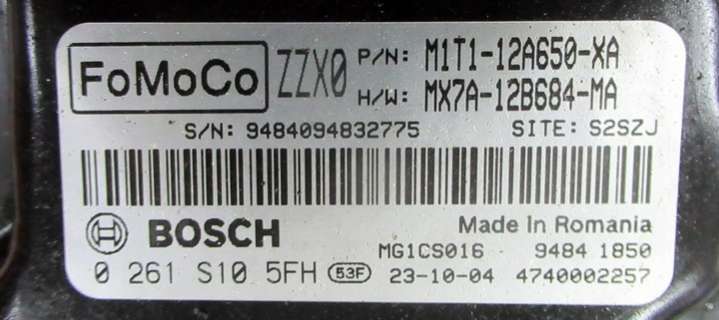 FoMoCo ZZX0 P/N: M1T1-12A650-XA
H/W: MX7A-12B684-MA
S/N: 9484094832775 SITE: S2SZJ
BOSCH Made in Romania
MG1CS016 9484 1850
0 261 S10 5FH 53F 23-10-04 4740002257